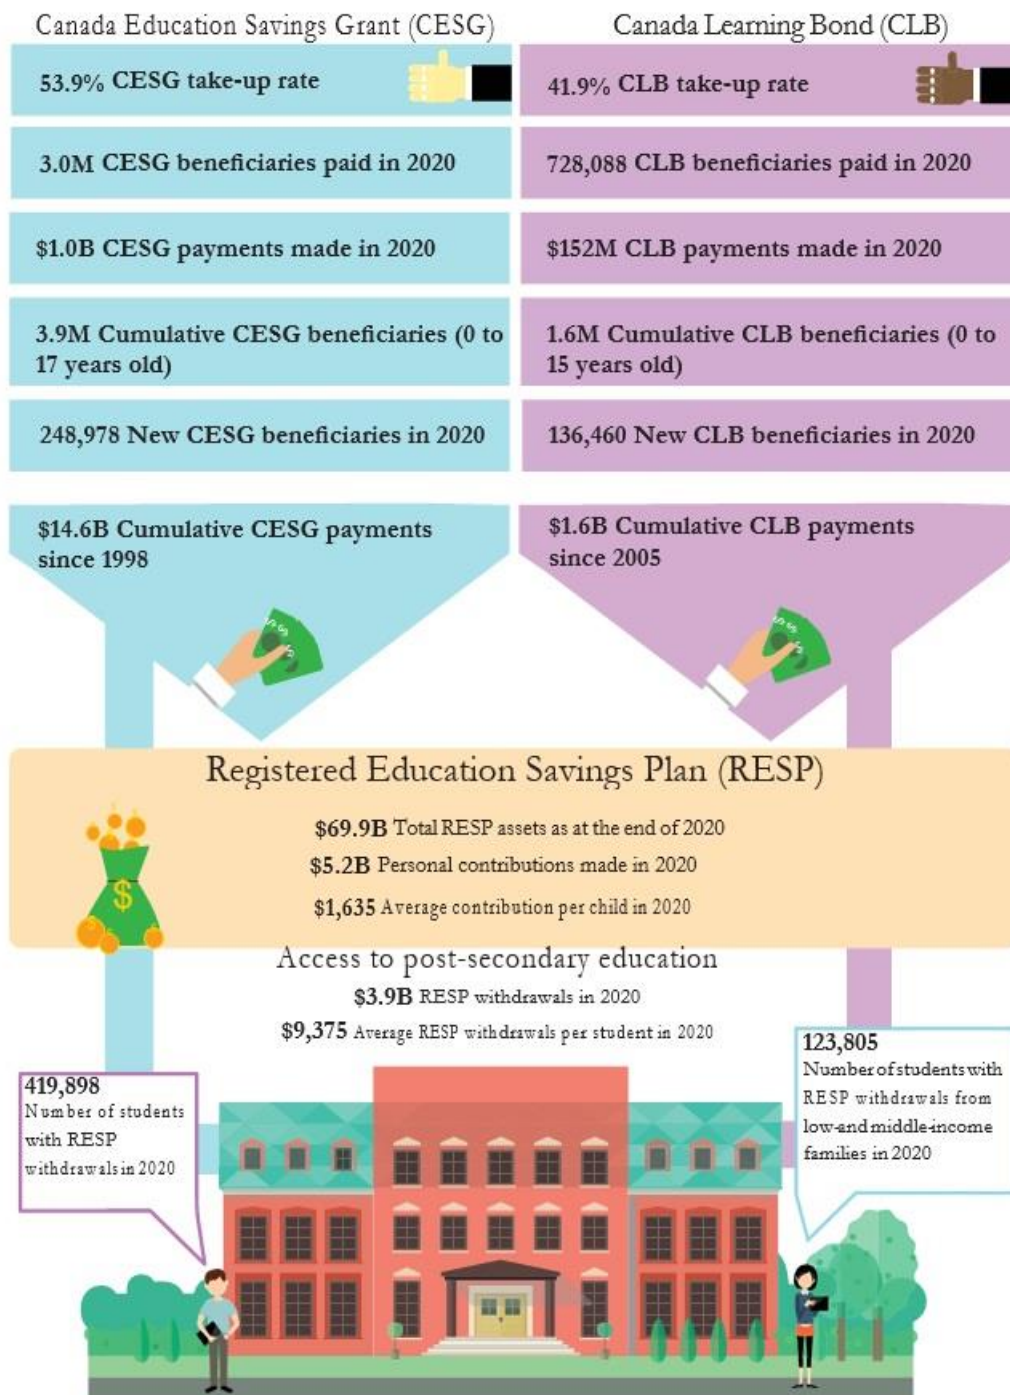 Canada Education Savings Grant (CESG)
53.9% CESG take-up rate
3.0M CESG beneficiaries paid in 2020
$1.0B CESG payments made in 2020
3.9M Cumulative CESG beneficiaries (0 to
17 years old)
248,978 New CESG beneficiaries in 2020
$14.6B Cumulative CESG payments
since 1998
Canada Learning Bond (CLB)
41.9% CLB take-up rate
728,088 CLB beneficiaries paid in 2020
$152M CLB payments made in 2020
1.6M Cumulative CLB beneficiaries (0 to
15 years old)
136,460 New CLB beneficiaries in 2020
$1.6B Cumulative CLB payments
since 2005
Registered Education Savings Plan (RESP)
$69.9B Total RESP assets as at the end of 2020
$5.2B Personal contributions made in 2020
$1,635 Average contribution per child in 2020
$
Access to post-secondary education
$3.9B RESP withdrawals in 2020
$9,375 Average RESP withdrawals per student in 2020
419,898
Number of students
with RESP
withdrawals in 2020
123,805
Number of students with
RESP withdrawals from
low-and middle-income
families in 2020